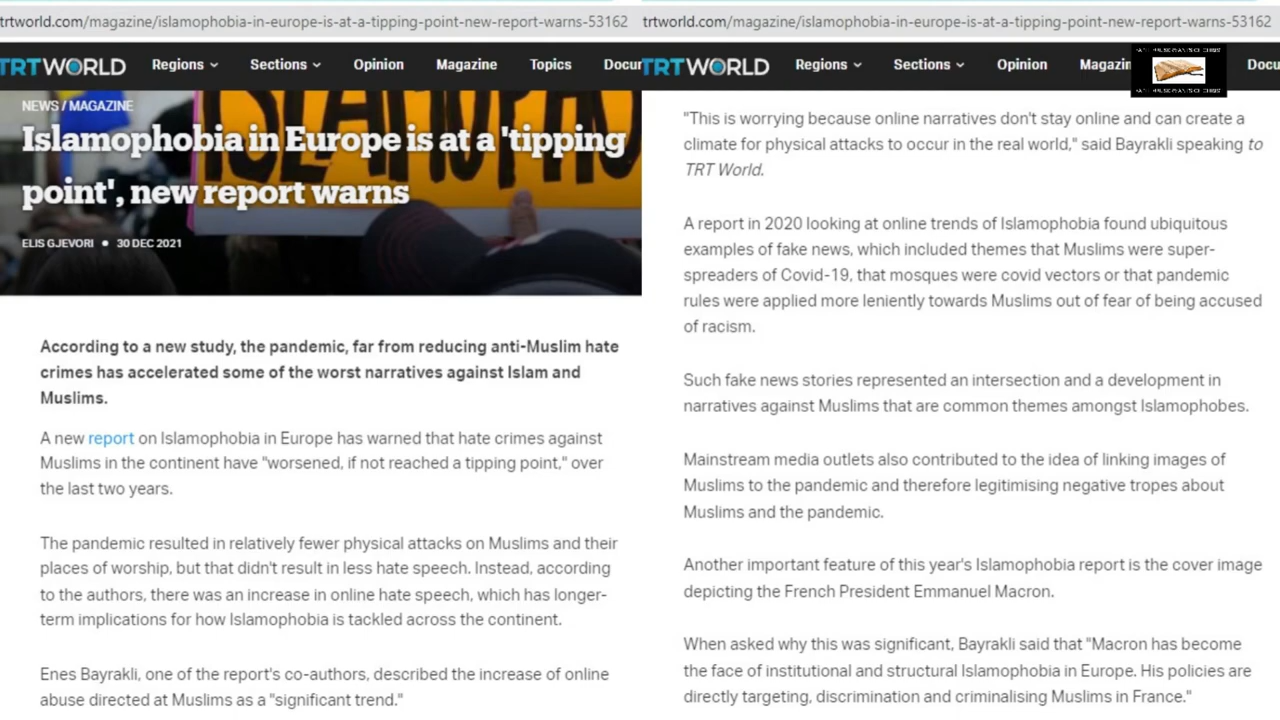 trtworld.com/magazine/islamophobia-in-europe-is-at-a-tipping-point-new-report-warns-53162
TRTWORLD Regions Sections Opinion Magazine Topics Docur
NEWS / MAGAZINE
Islamophobia in Europe is at a 'tipping
point', new report warns
ELIS GJEVORI ● 30 DEC 2021
According to a new study, the pandemic, far from reducing anti-Muslim hate
crimes has accelerated some of the worst narratives against Islam and
Muslims.
A new report on Islamophobia in Europe has warned that hate crimes against
Muslims in the continent have "worsened, if not reached a tipping point," over
the last two years.
The pandemic resulted in relatively fewer physical attacks on Muslims and their
places of worship, but that didn't result in less hate speech. Instead, according
to the authors, there was an increase in online hate speech, which has longer-
term implications for how Islamophobia is tackled across the continent.
Enes Bayrakli, one of the report's co-authors, described the increase of online
abuse directed at Muslims as a "significant trend."
trtworld.com/magazine/islamophobia-in-europe-is-at-a-tipping-point-new-report-warns-53162
TRTWORLD Regions Sections Opinion Magazin Docu
"This is worrying because online narratives don't stay online and can create a
climate for physical attacks to occur in the real world," said Bayrakli speaking to
TRT World.
A report in 2020 looking at online trends of Islamophobia found ubiquitous
examples of fake news, which included themes that Muslims were super-
spreaders of Covid-19, that mosques were covid vectors or that pandemic
rules were applied more leniently towards Muslims out of fear of being accused
of racism.
Such fake news stories represented an intersection and a development in
narratives against Muslims that are common themes amongst Islamophobes.
Mainstream media outlets also contributed to the idea of linking images of
Muslims to the pandemic and therefore legitimising negative tropes about
Muslims and the pandemic.
Another important feature of this year's Islamophobia report is the cover image
depicting the French President Emmanuel Macron.
When asked why this was significant, Bayrakli said that "Macron has become
the face of institutional and structural Islamophobia in Europe. His policies are
directly targeting, discrimination and criminalising Muslims in France."